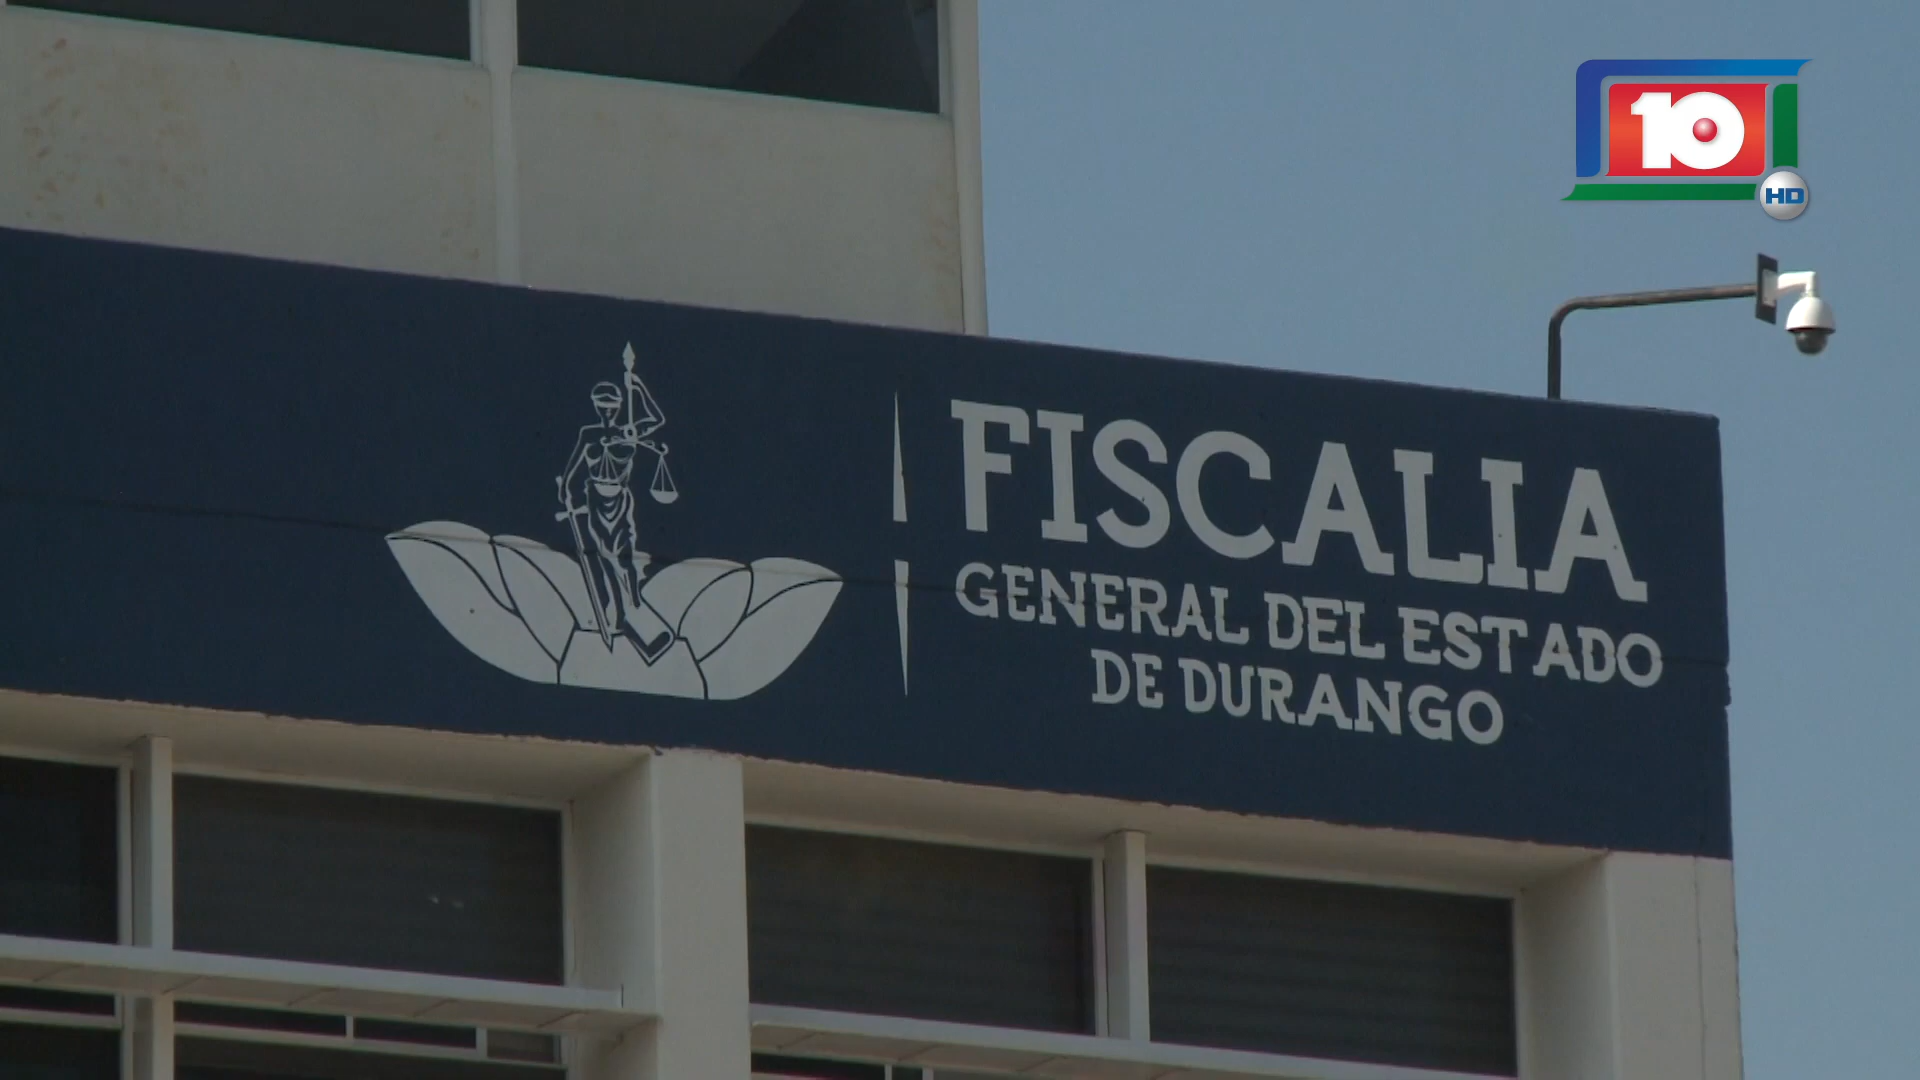 10
HD
FISCALIA
GENERAL DEL ESTADO
DE DURANGO